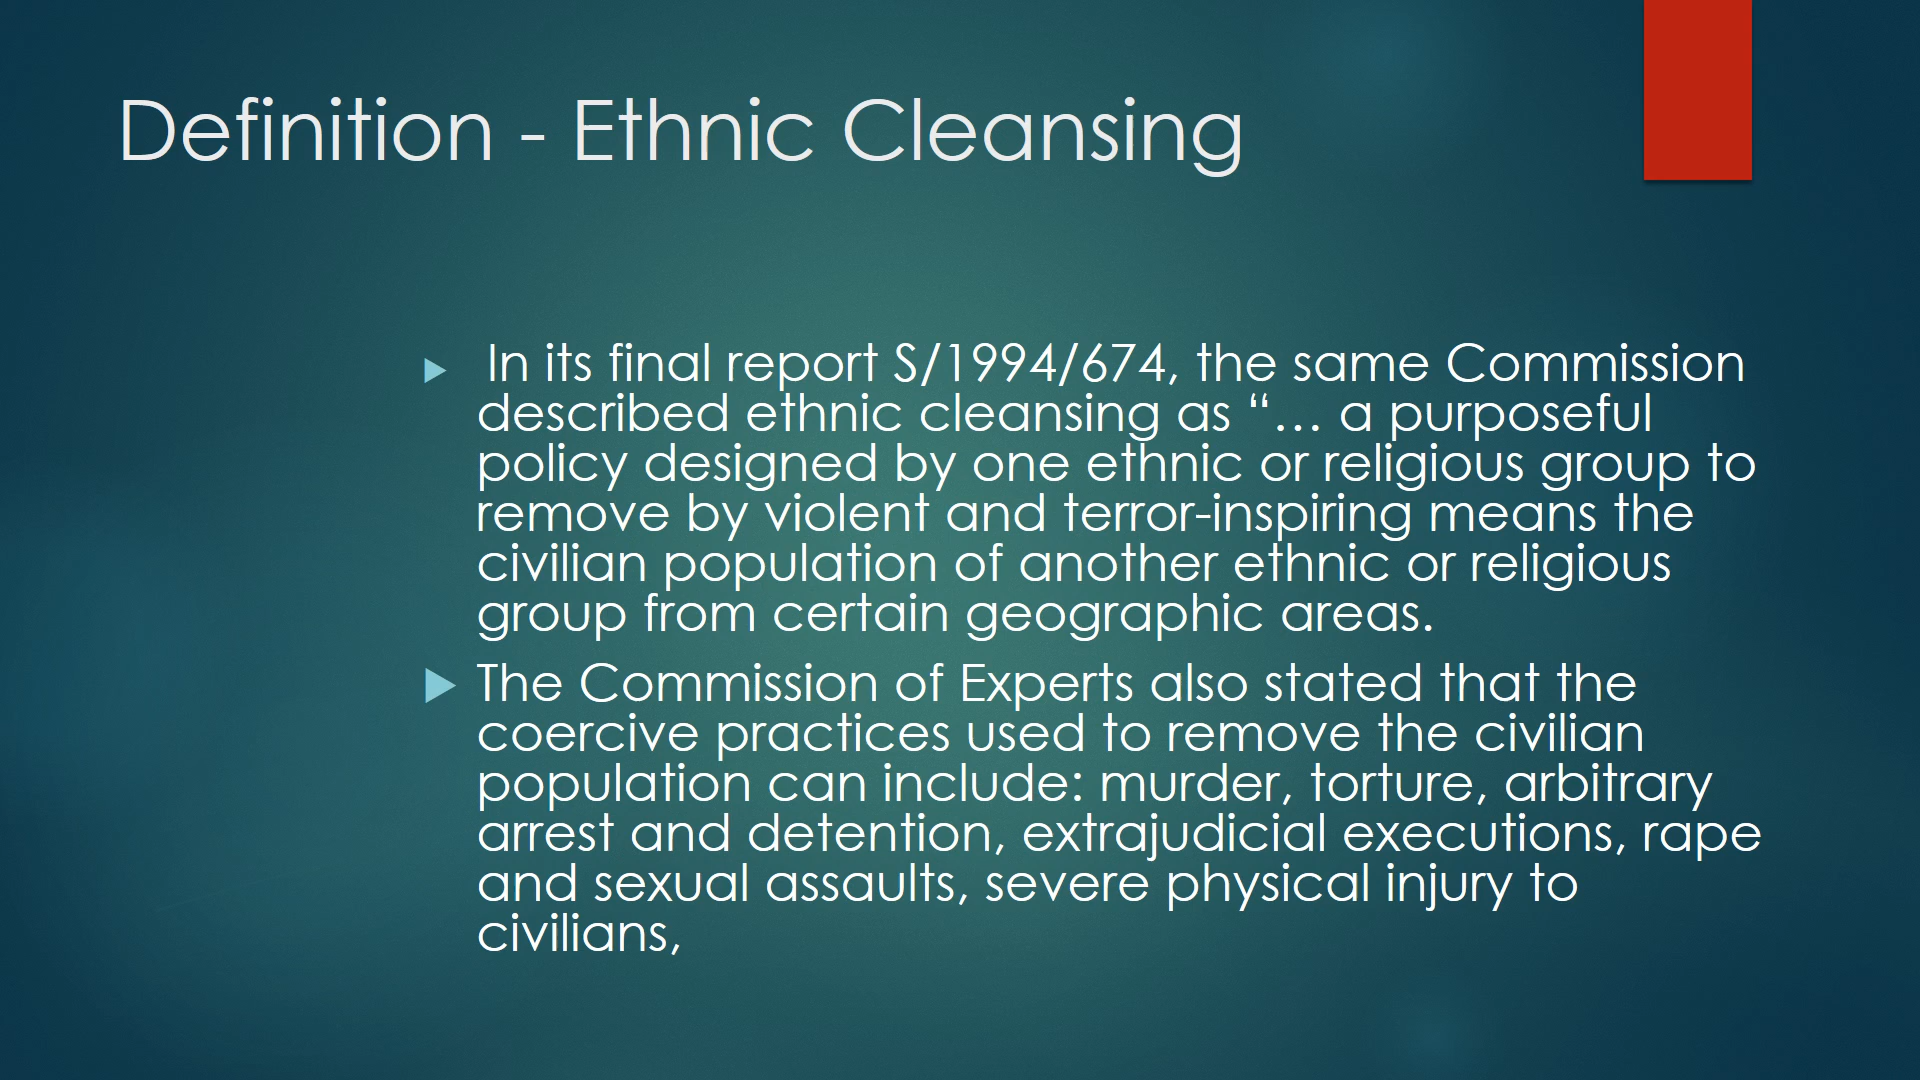 Definition - Ethnic Cleansing
In its final report S/1994/674, the same Commission
described ethnic cleansing as “… a purposeful
policy designed by one ethnic or religious group to
remove by violent and terror-inspiring means the
civilian population of another ethnic or religious
group from certain geographic areas.
The Commission of Experts also stated that the
coercive practices used to remove the civilian
population can include: murder, torture, arbitrary
arrest and detention, extrajudicial executions, rape
and sexual assaults, severe physical injury to
civilians,